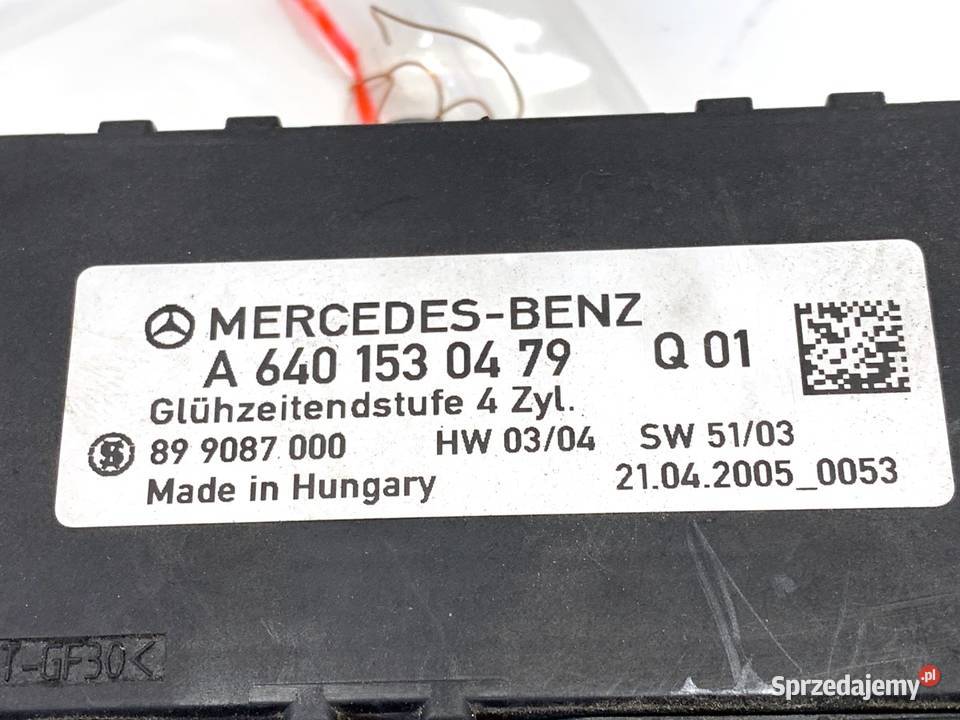 MERCEDES-BENZ
A 640 153 04 79 Q 01
Glühzeitendstufe 4 Zyl.
89 9087 000 HW 03/04 SW 51/03
Made in Hungary 21.04.2005_0053
T-GF30<
Sprzedajemy.pl